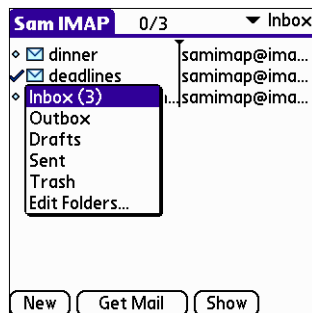 Sam IMAP 0/3 Inbox
dinner samimap@ima...
deadlines samimap@ima...
Inbox (3) ...samimap@ima...
Outbox
Drafts
Sent
Trash
Edit Folders...
New Get Mail Show